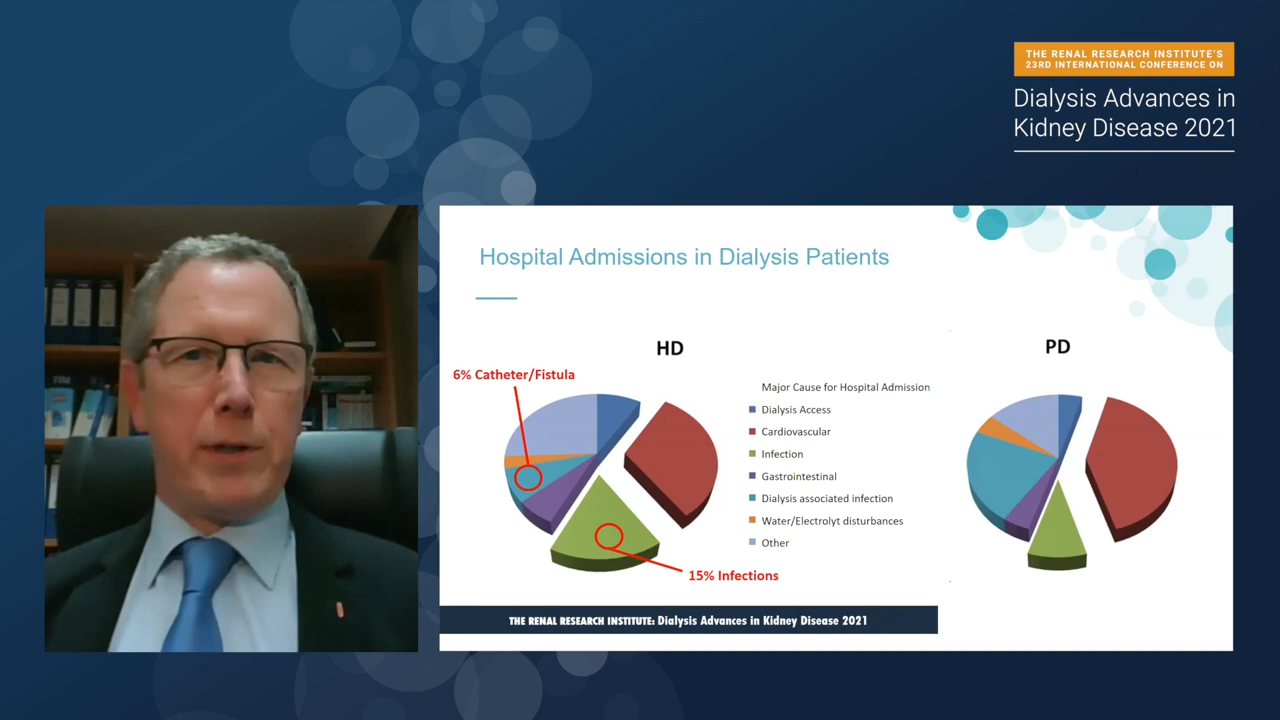 THE RENAL RESEARCH INSTITUTE'S
23RD INTERNATIONAL CONFERENCE ON
Dialysis Advances in
Kidney Disease 2021
Hospital Admissions in Dialysis Patients
HD
PD
6% Catheter/Fistula
Major Cause for Hospital Admission
Dialysis Access
Cardiovascular
Infection
Gastrointestinal
Dialysis associated infection
Water/Electrolyt disturbances
Other
15% Infections
THE RENAL RESEARCH INSTITUTE: Dialysis Advances in Kidney Disease 2021